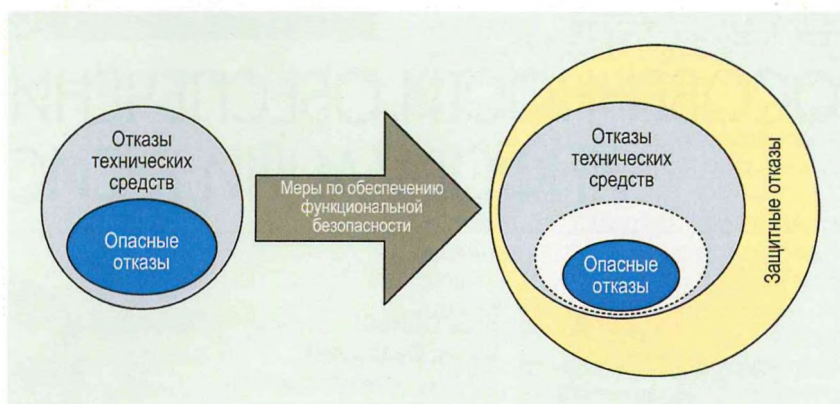 Отказы
технических
средств
Опасные
отказы
Меры по обеспечению
функциональной
безопасности
Отказы
технических
средств
Опасные
отказы
Защитные отказы